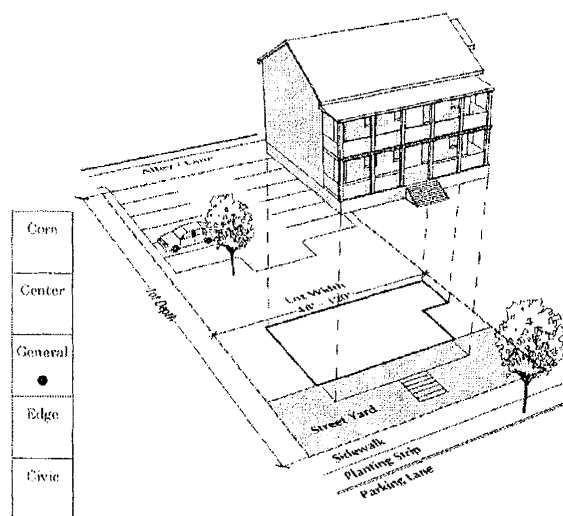 Alley / Lane
Core
Center
General
Edge
Civic
Lot Depth
Lot Width
Street Yard
Sidewalk
Planting Strip
Parking Lane